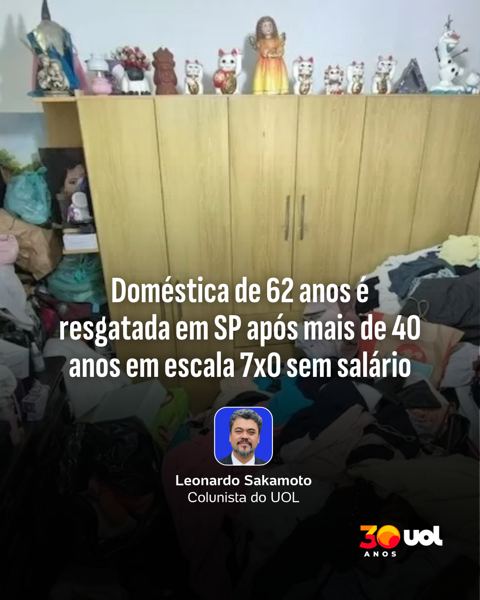 Doméstica de 62 anos é
resgatada em SP após mais de 40
anos em escala 7x0 sem salário
Leonardo Sakamoto
Colunista do UOL
30 uol
ANOS